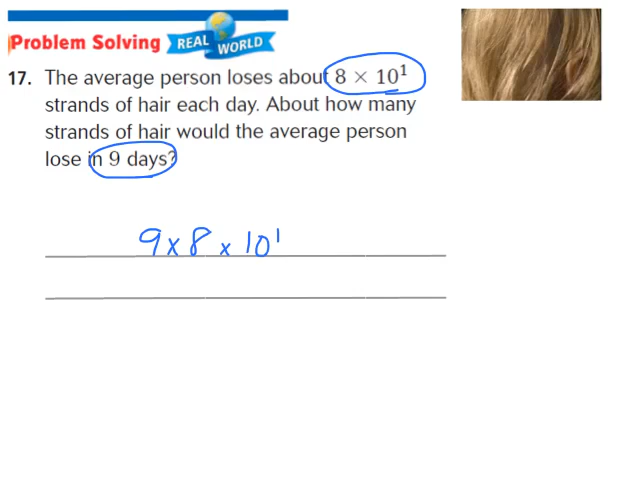 Problem Solving REAL WORLD
17. The average person loses about 8 × 10¹
strands of hair each day. About how many
strands of hair would the average person
lose in 9 days?
9 x 8 x 10¹